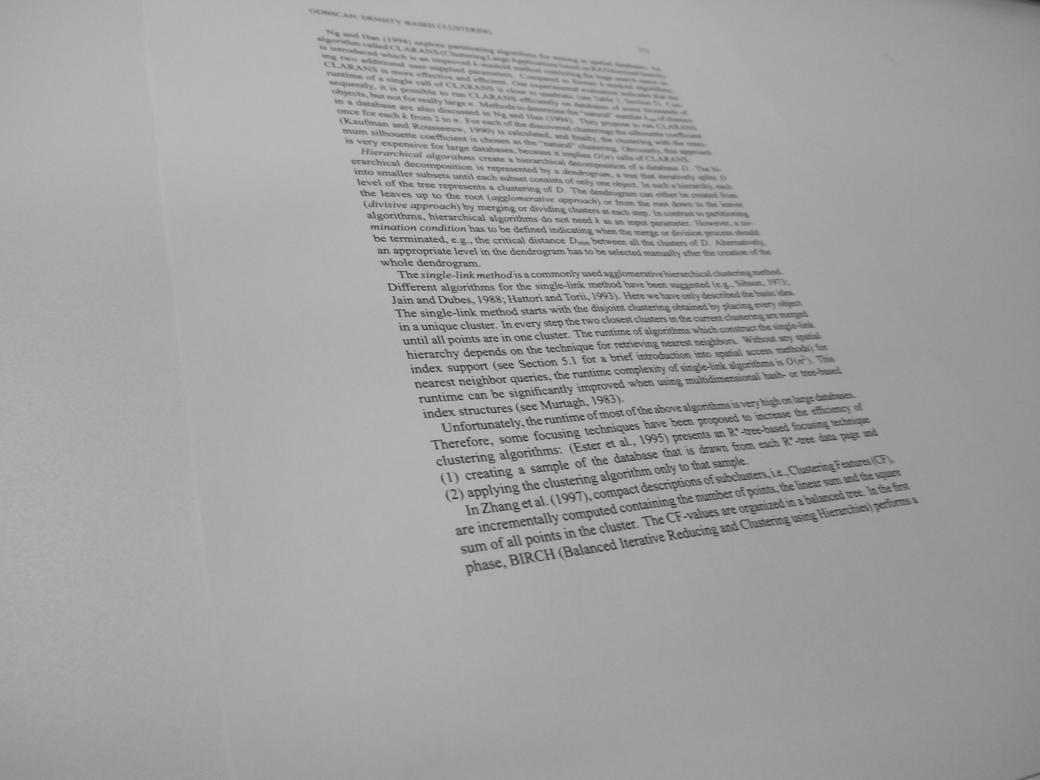 GDBSCAN: DENSITY-BASED CLUSTERING
Ng and Han (1994) explore partitioning algorithms for mining in spatial databases. An
algorithm called CLARANS (Clustering Large Applications based on RANdomized Search)
is introduced which is an improved k-medoid method
ing two additional user-supplied parameters. Compared to former k-medoid algorithms,
CLARANS is more effective and efficient. Our experimental evaluation indicates that the
runtime of a single call of CLARANS is close to quadratic (see Table 1, Section 5). Con-
sequently, it is possible to run CLARANS efficiently on databases of some thousands of
objects, but not for really large n. Methods to determine the "natural" number k of clusters
in a database are also discussed in Ng and Han (1994). They propose to run CLARANS
once for each k from 2 to n. For each of the discovered clusterings the silhouette coefficient
(Kaufman and Rousseeuw, 1990) is calculated, and finally, the clustering with the maxi-
mum silhouette coefficient is chosen as the "natural" clustering. Obviously, this approach
is very expensive for large databases, because it implies O(n) calls of CLARANS.
Hierarchical algorithms create a hierarchical decomposition of a database D. The hi-
erarchical decomposition is represented by a dendrogram, a tree that iteratively splits D
into smaller subsets until each subset consists of only one object. In such a hierarchy, each
level of the tree represents a clustering of D. The dendrogram can either be created from
the leaves up to the root (agglomerative approach) or from the root down to the leaves
(divisive approach) by merging or dividing clusters at each step. In contrast to partitioning
algorithms, hierarchical algorithms do not need k as an input parameter. However, a ter-
mination condition has to be defined indicating when the merge or division process should
be terminated, e.g., the critical distance Dmin between all the clusters of D. Alternatively,
an appropriate level in the dendrogram has to be selected manually after the creation of the
whole dendrogram.
The single-link method is a commonly used agglomerative hierarchical clustering method.
Different algorithms for the single-link method have been suggested (e.g., Sibson, 1973;
Jain and Dubes, 1988; Hattori and Torii, 1993). Here we have only described the basic idea.
The single-link method starts with the disjoint clustering obtained by placing every object
in a unique cluster. In every step the two closest clusters in the current clustering are merged
until all points are in one cluster. The runtime of algorithms which construct the single-link
hierarchy depends on the technique for retrieving nearest neighbors. Without any spatial
index support (see Section 5.1 for a brief introduction into spatial access methods) for
nearest neighbor queries, the runtime complexity of single-link algorithms is O(n²). This
runtime can be significantly improved when using multidimensional hash- or tree-based
index structures (see Murtagh, 1983).
Unfortunately, the runtime of most of the above algorithms is very high on large databases.
Therefore, some focusing techniques have been proposed to increase the efficiency of
clustering algorithms: (Ester et al., 1995) presents an R*-tree-based focusing technique
(1) creating a sample of the database that is drawn from each R*-tree data page and
(2) applying the clustering algorithm only to that sample.
In Zhang et al. (1997), compact descriptions of subclusters, i.e., Clustering Features (CF),
are incrementally computed containing the number of points, the linear sum and the square
sum of all points in the cluster. The CF-values are organized in a balanced tree. In the first
phase, BIRCH (Balanced Iterative Reducing and Clustering using Hierarchies) performs a